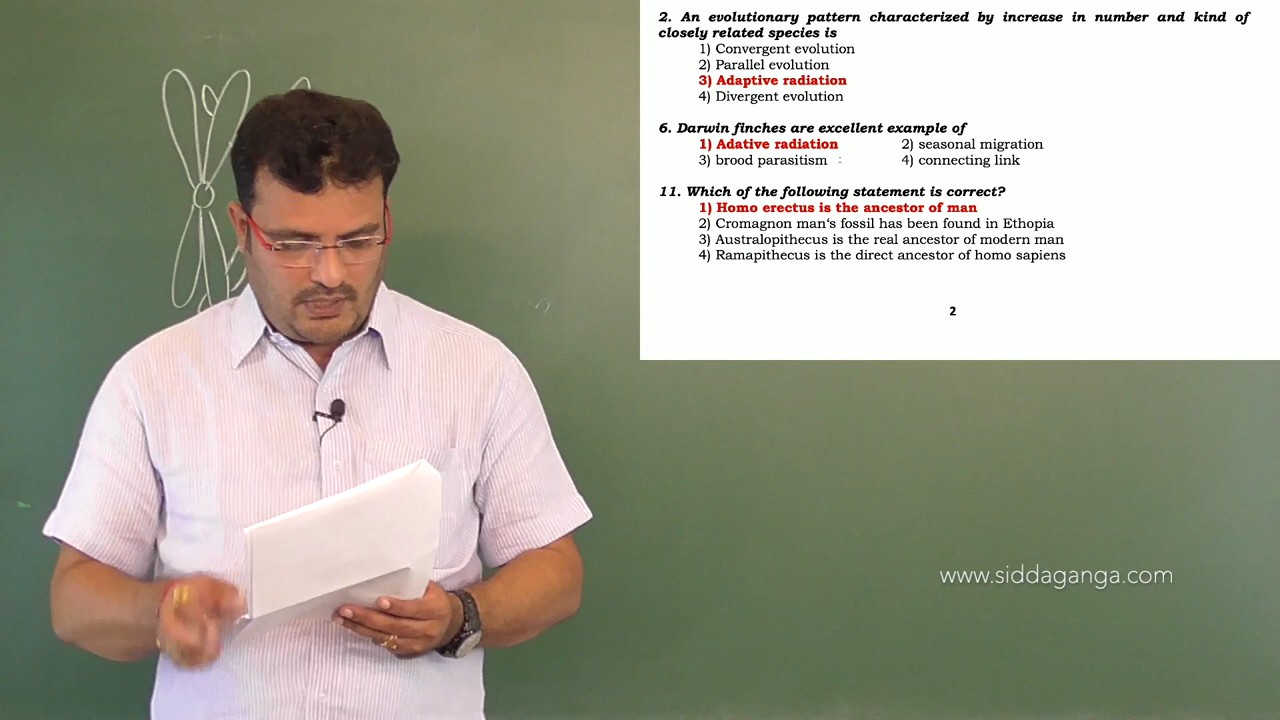 2. An evolutionary pattern characterized by increase in number and kind of
closely related species is
1) Convergent evolution
2) Parallel evolution
3) Adaptive radiation
4) Divergent evolution
6. Darwin finches are excellent example of
1) Adative radiation 2) seasonal migration
3) brood parasitism 4) connecting link
11. Which of the following statement is correct?
1) Homo erectus is the ancestor of man
2) Cromagnon man‘s fossil has been found in Ethopia
3) Australopithecus is the real ancestor of modern man
4) Ramapithecus is the direct ancestor of homo sapiens
2
www.siddaganga.com